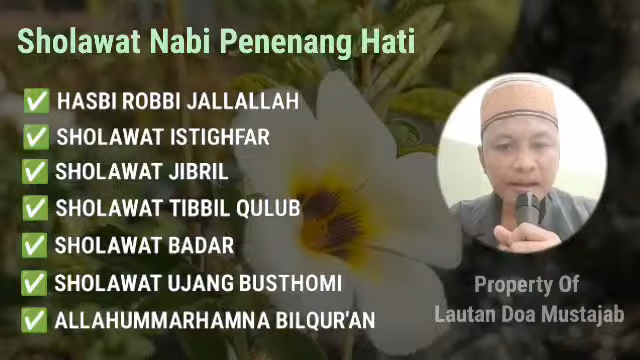 Sholawat Nabi Penenang Hati
✅ HASBI ROBBI JALLALLAH
✅ SHOLAWAT ISTIGHFAR
✅ SHOLAWAT JIBRIL
✅ SHOLAWAT TIBBIL QULUB
✅ SHOLAWAT BADAR
✅ SHOLAWAT UJANG BUSTHOMI
✅ ALLAHUMMARHAMNA BILQUR'AN
Property Of
Lautan Doa Mustajab